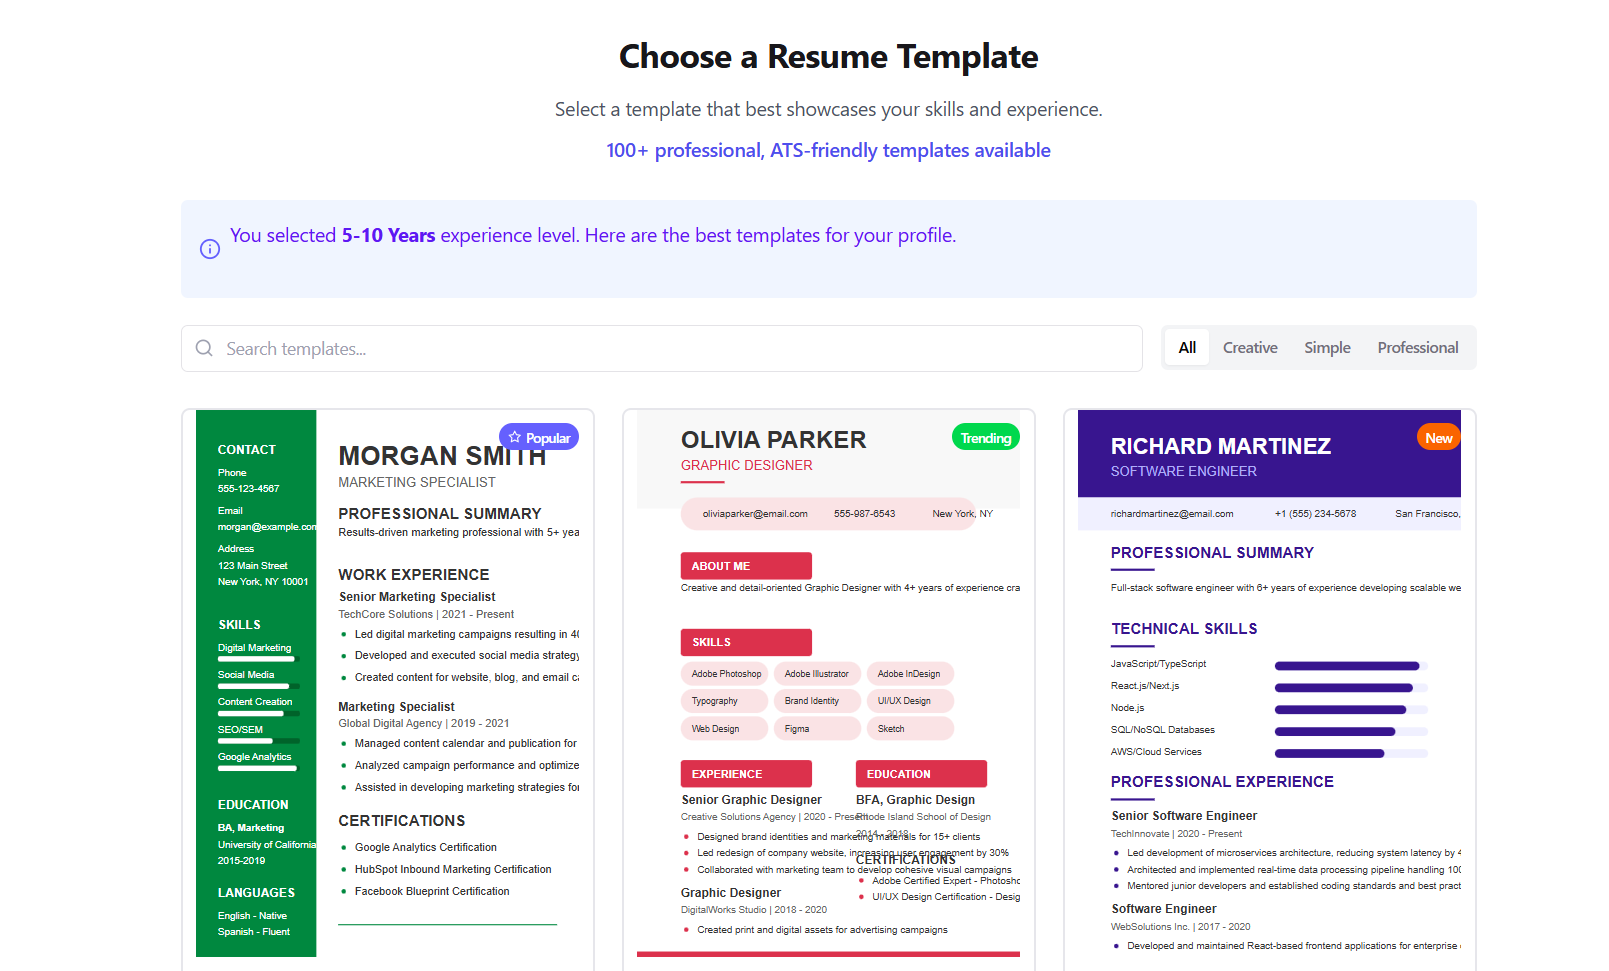 Choose a Resume Template
Select a template that best showcases your skills and experience.
100+ professional, ATS-friendly templates available
You selected 5-10 Years experience level. Here are the best templates for your profile.
Search templates...
All
Creative
Simple
Professional
Popular
CONTACT
Phone
555-123-4567
Email
morgan@example.com
Address
123 Main Street
New York, NY 10001
SKILLS
Digital Marketing
Social Media
Content Creation
SEO/SEM
Google Analytics
EDUCATION
BA, Marketing
University of California
2015-2019
LANGUAGES
English - Native
Spanish - Fluent
MORGAN SMITH
MARKETING SPECIALIST
PROFESSIONAL SUMMARY
Results-driven marketing professional with 5+ yea
WORK EXPERIENCE
Senior Marketing Specialist
TechCore Solutions | 2021 - Present
Led digital marketing campaigns resulting in 40
Developed and executed social media strategy
Created content for website, blog, and email ca
Marketing Specialist
Global Digital Agency | 2019 - 2021
Managed content calendar and publication for
Analyzed campaign performance and optimize
Assisted in developing marketing strategies for
CERTIFICATIONS
Google Analytics Certification
HubSpot Inbound Marketing Certification
Facebook Blueprint Certification
Trending
OLIVIA PARKER
GRAPHIC DESIGNER
oliviaparker@email.com 555-987-6543 New York, NY
ABOUT ME
Creative and detail-oriented Graphic Designer with 4+ years of experience cra
SKILLS
Adobe Photoshop Adobe Illustrator Adobe InDesign
Typography Brand Identity UI/UX Design
Web Design Figma Sketch
EXPERIENCE
Senior Graphic Designer
Creative Solutions Agency | 2020 - Present
Designed brand identities and marketing materials for 15+ clients
Led redesign of company website, increasing user engagement by 30%
Collaborated with marketing team to develop cohesive visual campaigns
Graphic Designer
DigitalWorks Studio | 2018 - 2020
Created print and digital assets for advertising campaigns
EDUCATION
BFA, Graphic Design
Rhode Island School of Design
2014 - 2018
CERTIFICATIONS
Adobe Certified Expert - Photosho
UI/UX Design Certification - Desig
New
RICHARD MARTINEZ
SOFTWARE ENGINEER
richardmartinez@email.com +1 (555) 234-5678 San Francisco,
PROFESSIONAL SUMMARY
Full-stack software engineer with 6+ years of experience developing scalable we
TECHNICAL SKILLS
JavaScript/TypeScript
React.js/Next.js
Node.js
SQL/NoSQL Databases
AWS/Cloud Services
PROFESSIONAL EXPERIENCE
Senior Software Engineer
TechInnovate | 2020 - Present
Led development of microservices architecture, reducing system latency by 4
Architected and implemented real-time data processing pipeline handling 100
Mentored junior developers and established coding standards and best pract
Software Engineer
WebSolutions Inc. | 2017 - 2020
Developed and maintained React-based frontend applications for enterprise